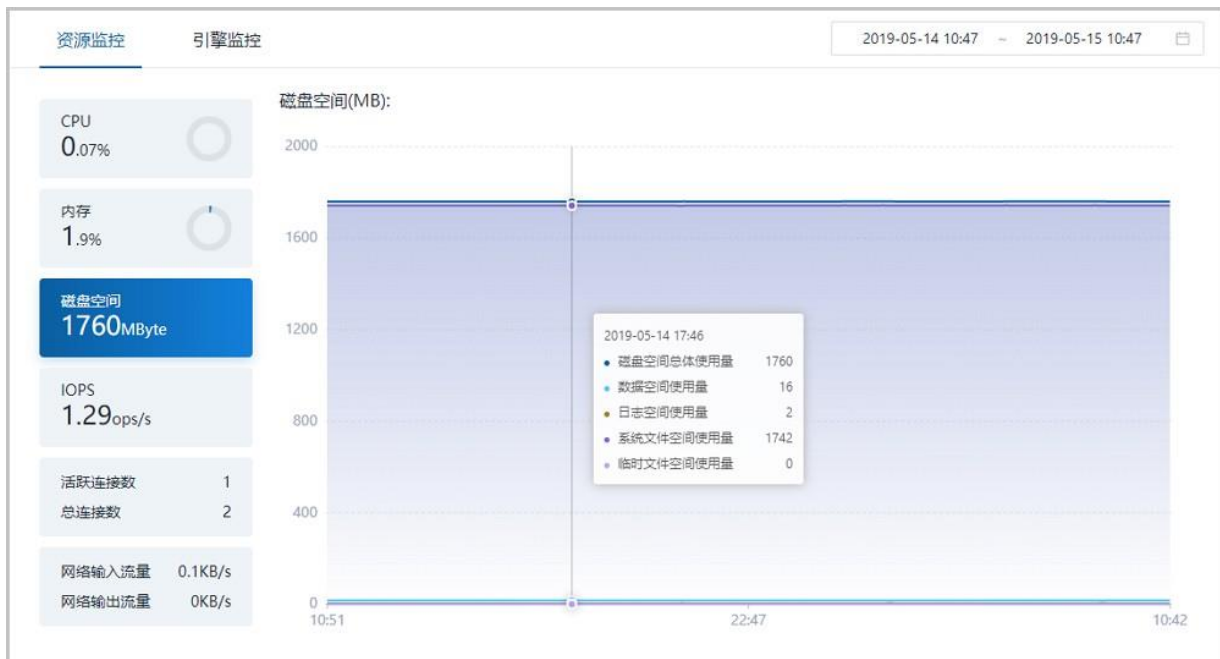 资源监控 引擎监控 2019-05-14 10:47 ~ 2019-05-15 10:47
CPU
0.07%
内存
1.9%
磁盘空间
1760MByte
IOPS
1.29ops/s
活跃连接数 1
总连接数 2
网络输入流量 0.1KB/s
网络输出流量 0KB/s
磁盘空间(MB):
2000
1600
1200
800
400
0
10:51 22:47 10:42
2019-05-14 17:46
磁盘空间总体使用量 1760
数据空间使用量 16
日志空间使用量 2
系统文件空间使用量 1742
临时文件空间使用量 0